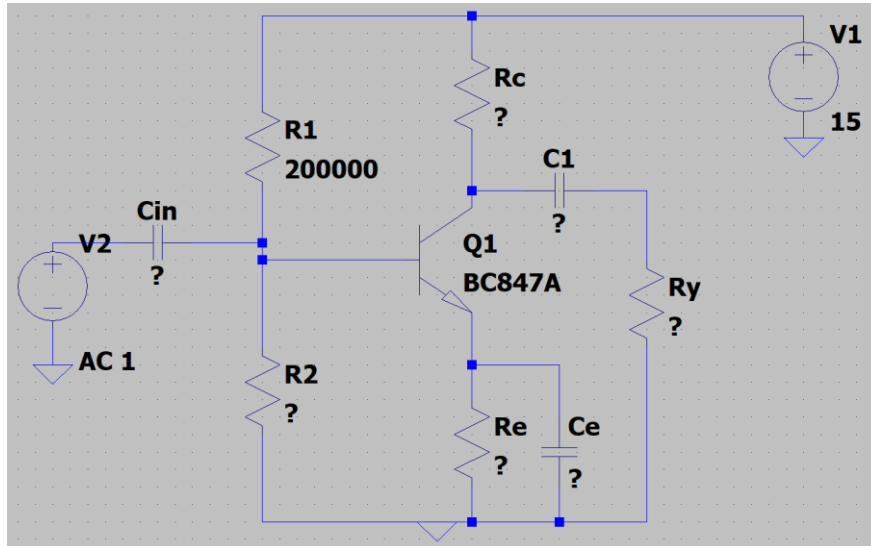 V1
15
Rc
?
R1
200000
C1
?
Cin
?
V2
AC 1
Q1
BC847A
Ry
?
R2
?
Re
?
Ce
?